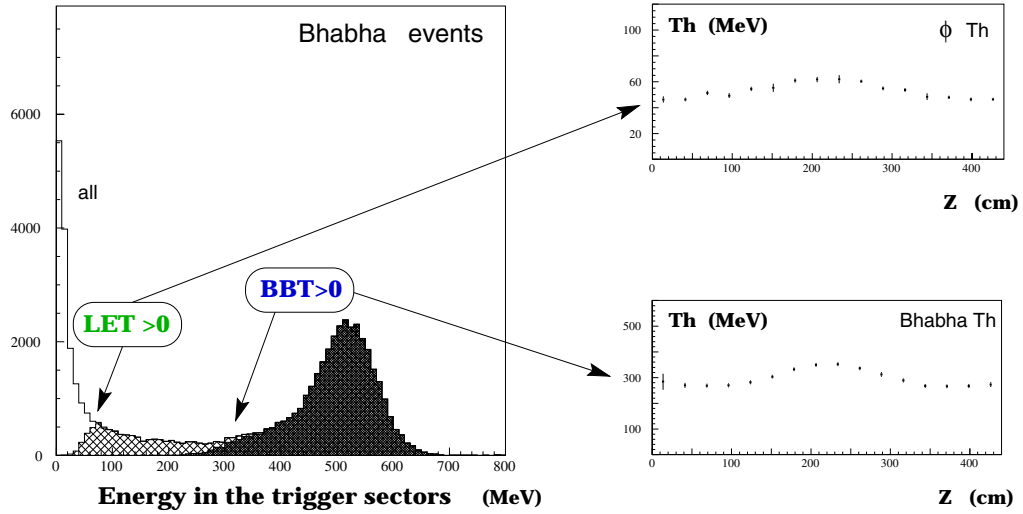 Bhabha events
6000
4000
2000
0
all
LET >0
BBT>0
0 100 200 300 400 500 600 700 800
Energy in the trigger sectors (MeV)
Th (MeV)
ϕ Th
100
60
20
0 100 200 300 400
Z (cm)
Th (MeV)
Bhabha Th
500
300
100
0 100 200 300 400
Z (cm)